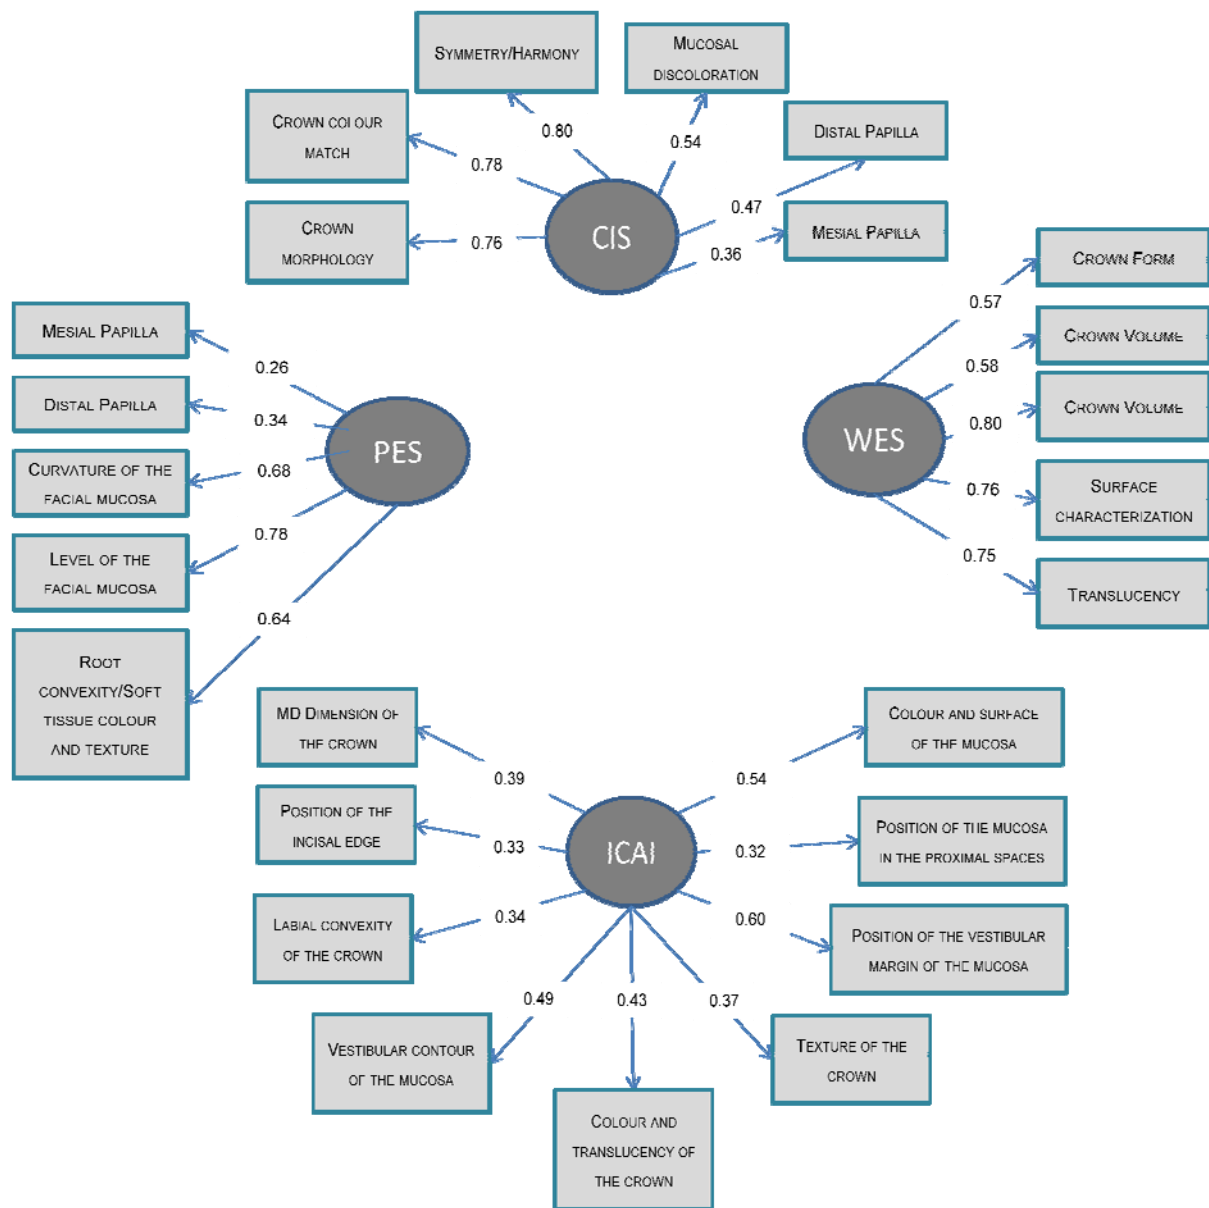 SYMMETRY/HARMONY
MUCOSAL
DISCOLORATION
CROWN COLOUR
MATCH
DISTAL PAPILLA
0.80
0.54
0.78
0.47
CIS
CROWN
MORPHOLOGY
0.76
0.36
MESIAL PAPILLA
CROWN FORM
0.57
MESIAL PAPILLA
0.26
CROWN VOLUME
0.58
DISTAL PAPILLA
0.34
CROWN VOLUME
0.80
PES
WES
CURVATURE OF THE
FACIAL MUCOSA
0.68
0.76
SURFACE
CHARACTERIZATION
LEVEL OF THE
FACIAL MUCOSA
0.78
0.75
TRANSLUCENCY
0.64
ROOT
CONVEXITY/SOFT
TISSUE COLOUR
AND TEXTURE
MD DIMENSION OF
THE CROWN
COLOUR AND SURFACE
OF THE MUCOSA
0.39
0.54
POSITION OF THE
INCISAL EDGE
0.33
ICAI
0.32
POSITION OF THE MUCOSA
IN THE PROXIMAL SPACES
LABIAL CONVEXITY
OF THE CROWN
0.34
0.60
POSITION OF THE VESTIBULAR
MARGIN OF THE MUCOSA
0.49
0.43
0.37
VESTIBULAR CONTOUR
OF THE MUCOSA
TEXTURE OF THE
CROWN
COLOUR AND
TRANSLUCENCY OF
THE CROWN